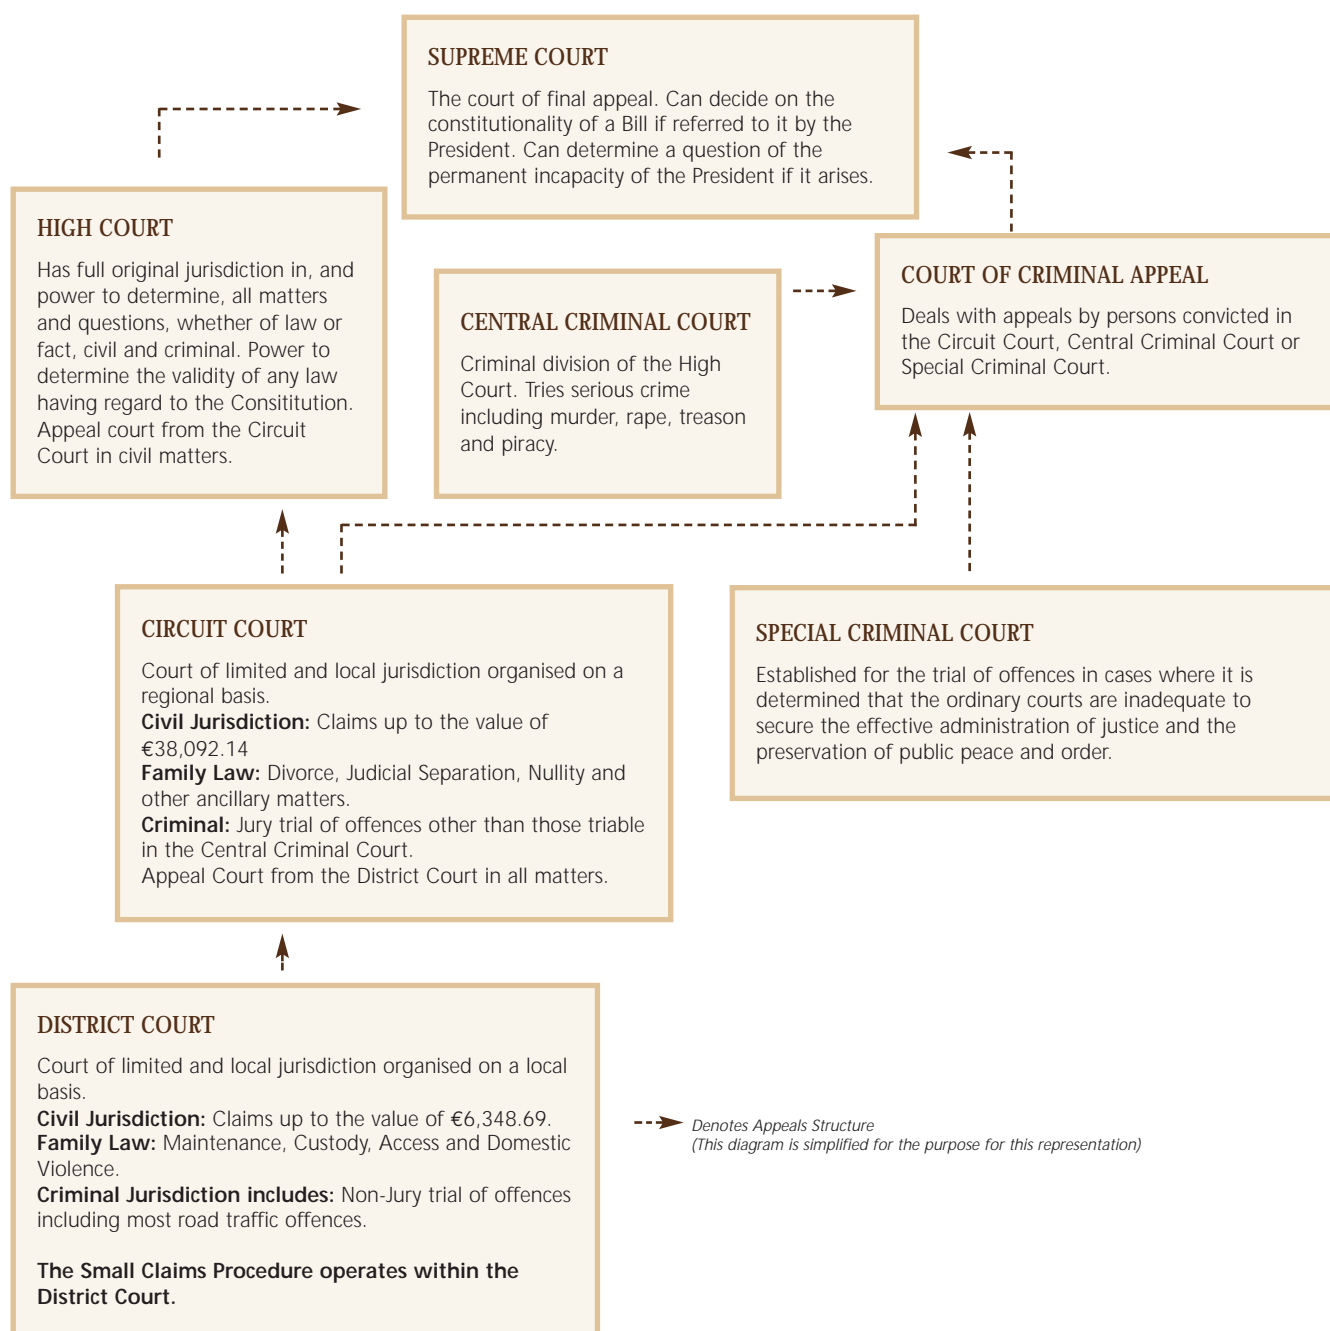 SUPREME COURT
The court of final appeal. Can decide on the
constitutionality of a Bill if referred to it by the
President. Can determine a question of the
permanent incapacity of the President if it arises.
HIGH COURT
Has full original jurisdiction in, and
power to determine, all matters
and questions, whether of law or
fact, civil and criminal. Power to
determine the validity of any law
having regard to the Consititution.
Appeal court from the Circuit
Court in civil matters.
CENTRAL CRIMINAL COURT
Criminal division of the High
Court. Tries serious crime
including murder, rape, treason
and piracy.
COURT OF CRIMINAL APPEAL
Deals with appeals by persons convicted in
the Circuit Court, Central Criminal Court or
Special Criminal Court.
CIRCUIT COURT
Court of limited and local jurisdiction organised on a
regional basis.
Civil Jurisdiction: Claims up to the value of
€38,092.14
Family Law: Divorce, Judicial Separation, Nullity and
other ancillary matters.
Criminal: Jury trial of offences other than those triable
in the Central Criminal Court.
Appeal Court from the District Court in all matters.
SPECIAL CRIMINAL COURT
Established for the trial of offences in cases where it is
determined that the ordinary courts are inadequate to
secure the effective administration of justice and the
preservation of public peace and order.
DISTRICT COURT
Court of limited and local jurisdiction organised on a local
basis.
Civil Jurisdiction: Claims up to the value of €6,348.69.
Family Law: Maintenance, Custody, Access and Domestic
Violence.
Criminal Jurisdiction includes: Non-Jury trial of offences
including most road traffic offences.
The Small Claims Procedure operates within the
District Court.
Denotes Appeals Structure
(This diagram is simplified for the purpose for this representation)